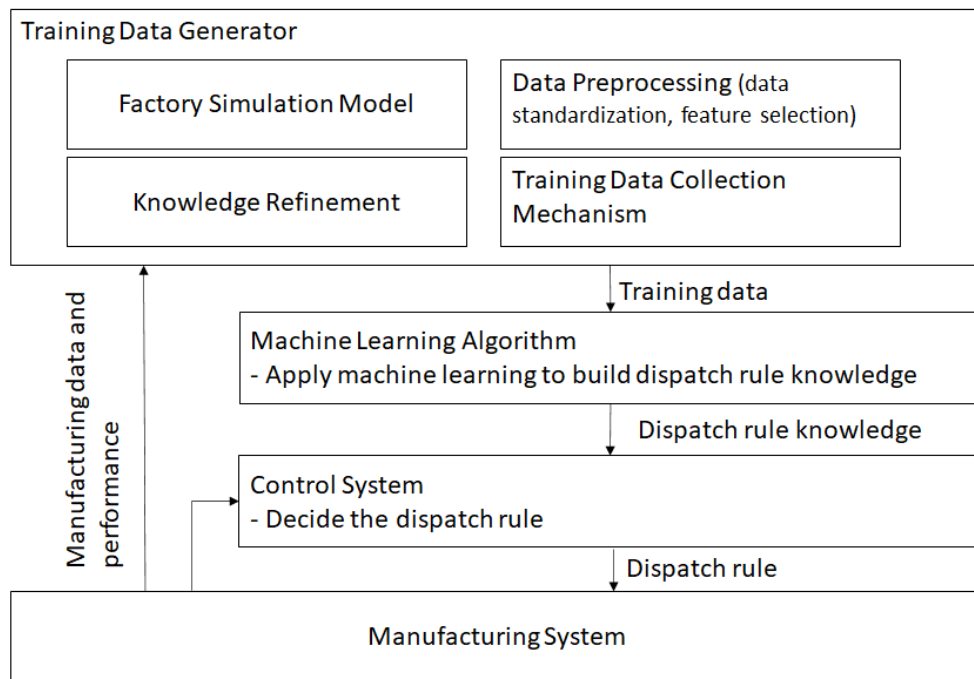 Training Data Generator
Factory Simulation Model
Data Preprocessing (data
standardization, feature selection)
Knowledge Refinement
Training Data Collection
Mechanism
Manufacturing data and
performance
Training data
Machine Learning Algorithm
- Apply machine learning to build dispatch rule knowledge
Dispatch rule knowledge
Control System
- Decide the dispatch rule
Dispatch rule
Manufacturing System